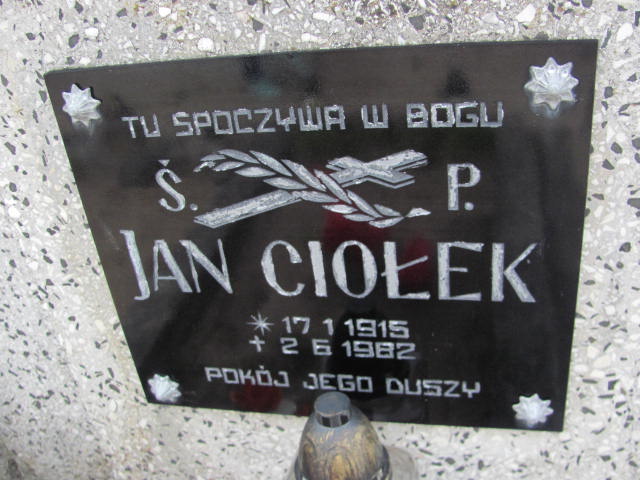 TU SPOCZYWA W BOGU
Ś. P.
JAN CIOŁEK
* 17 1 1915
+ 2 6 1982
POKÓJ JEGO DUSZY